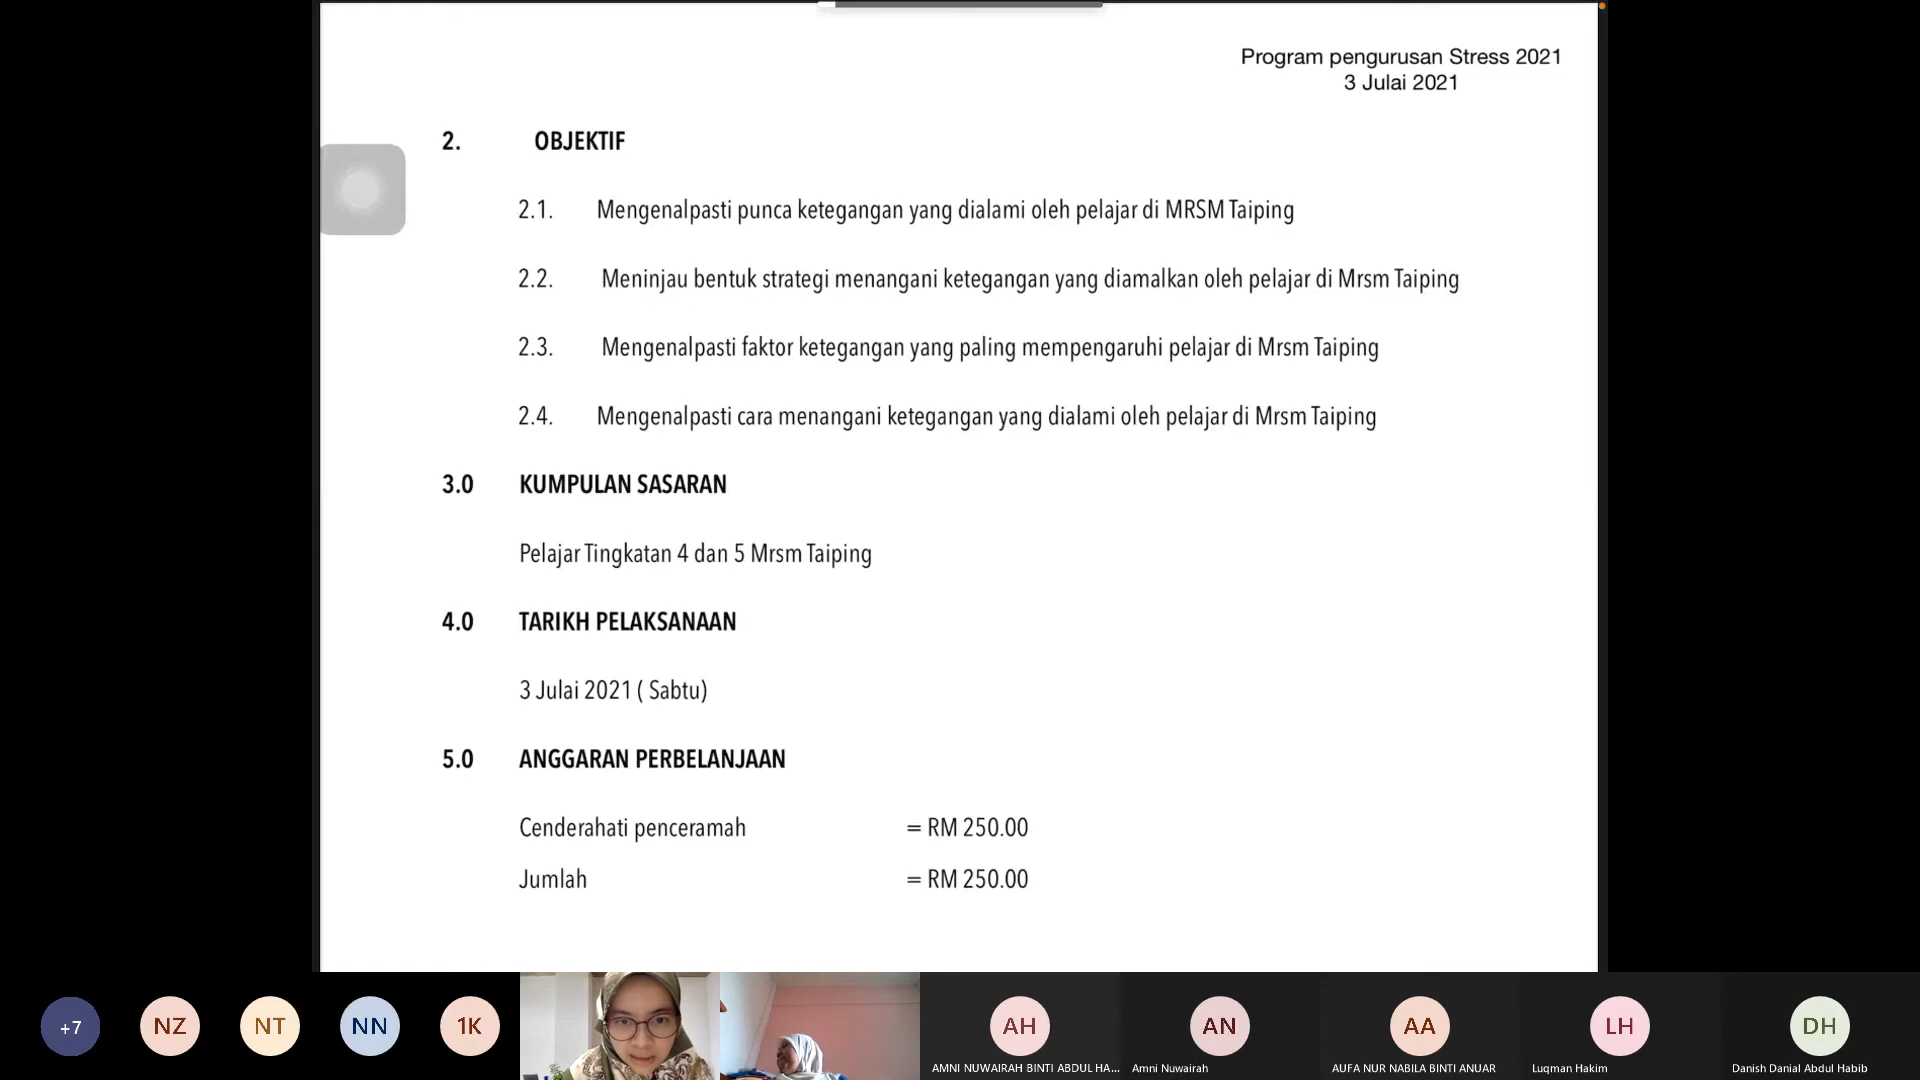 Program pengurusan Stress 2021
3 Julai 2021
2. OBJEKTIF
2.1. Mengenalpasti punca ketegangan yang dialami oleh pelajar di MRSM Taiping
2.2. Meninjau bentuk strategi menangani ketegangan yang diamalkan oleh pelajar di Mrsm Taiping
2.3. Mengenalpasti faktor ketegangan yang paling mempengaruhi pelajar di Mrsm Taiping
2.4. Mengenalpasti cara menangani ketegangan yang dialami oleh pelajar di Mrsm Taiping
3.0 KUMPULAN SASARAN
Pelajar Tingkatan 4 dan 5 Mrsm Taiping
4.0 TARIKH PELAKSANAAN
3 Julai 2021 ( Sabtu)
5.0 ANGGARAN PERBELANJAAN
Cenderahati penceramah = RM 250.00
Jumlah = RM 250.00
+7 NZ NT NN 1K AH AN AA LH DH
AMNI NUWAIRAH BINTI ABDUL HA... Amni Nuwairah AUFA NUR NABILA BINTI ANUAR Luqman Hakim Danish Danial Abdul Habib